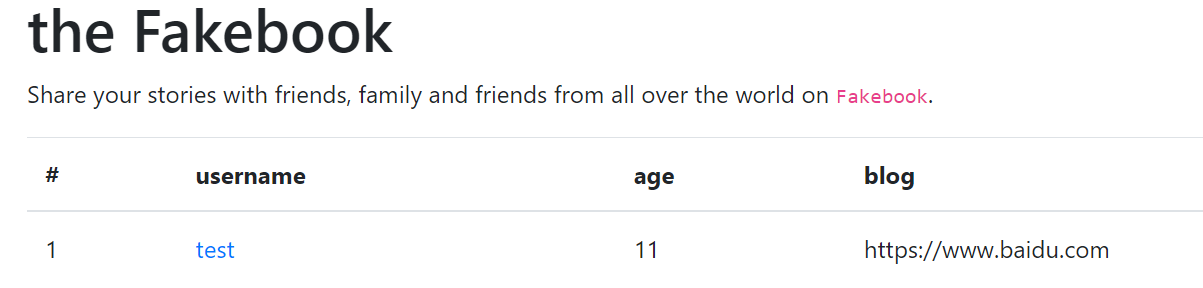 the Fakebook
Share your stories with friends, family and friends from all over the world on Fakebook.
# username age blog
1 test 11 https://www.baidu.com